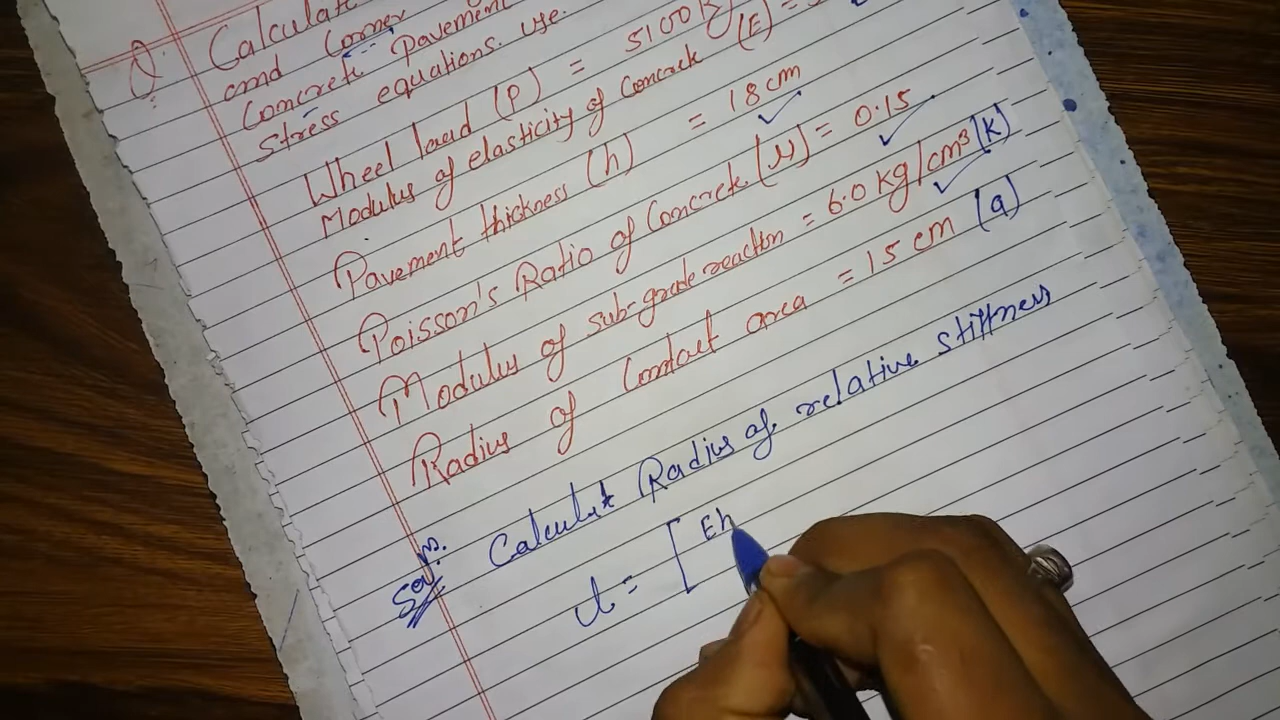 Q. Calculate
and Corner
Concrete pavement
Stress equations. use.
Wheel load (P) = 5100 kg
Modulus of elasticity of Concrete (E) =
Pavement thickness (h) = 18 cm
Poisson's Ratio of Concrete (μ) = 0.15
Modulus of sub-grade reaction = 6.0 kg/cm³ (K)
Radius of Contact area = 15 cm (a)
Calculate Radius of relative stiffness
l = [ Eh